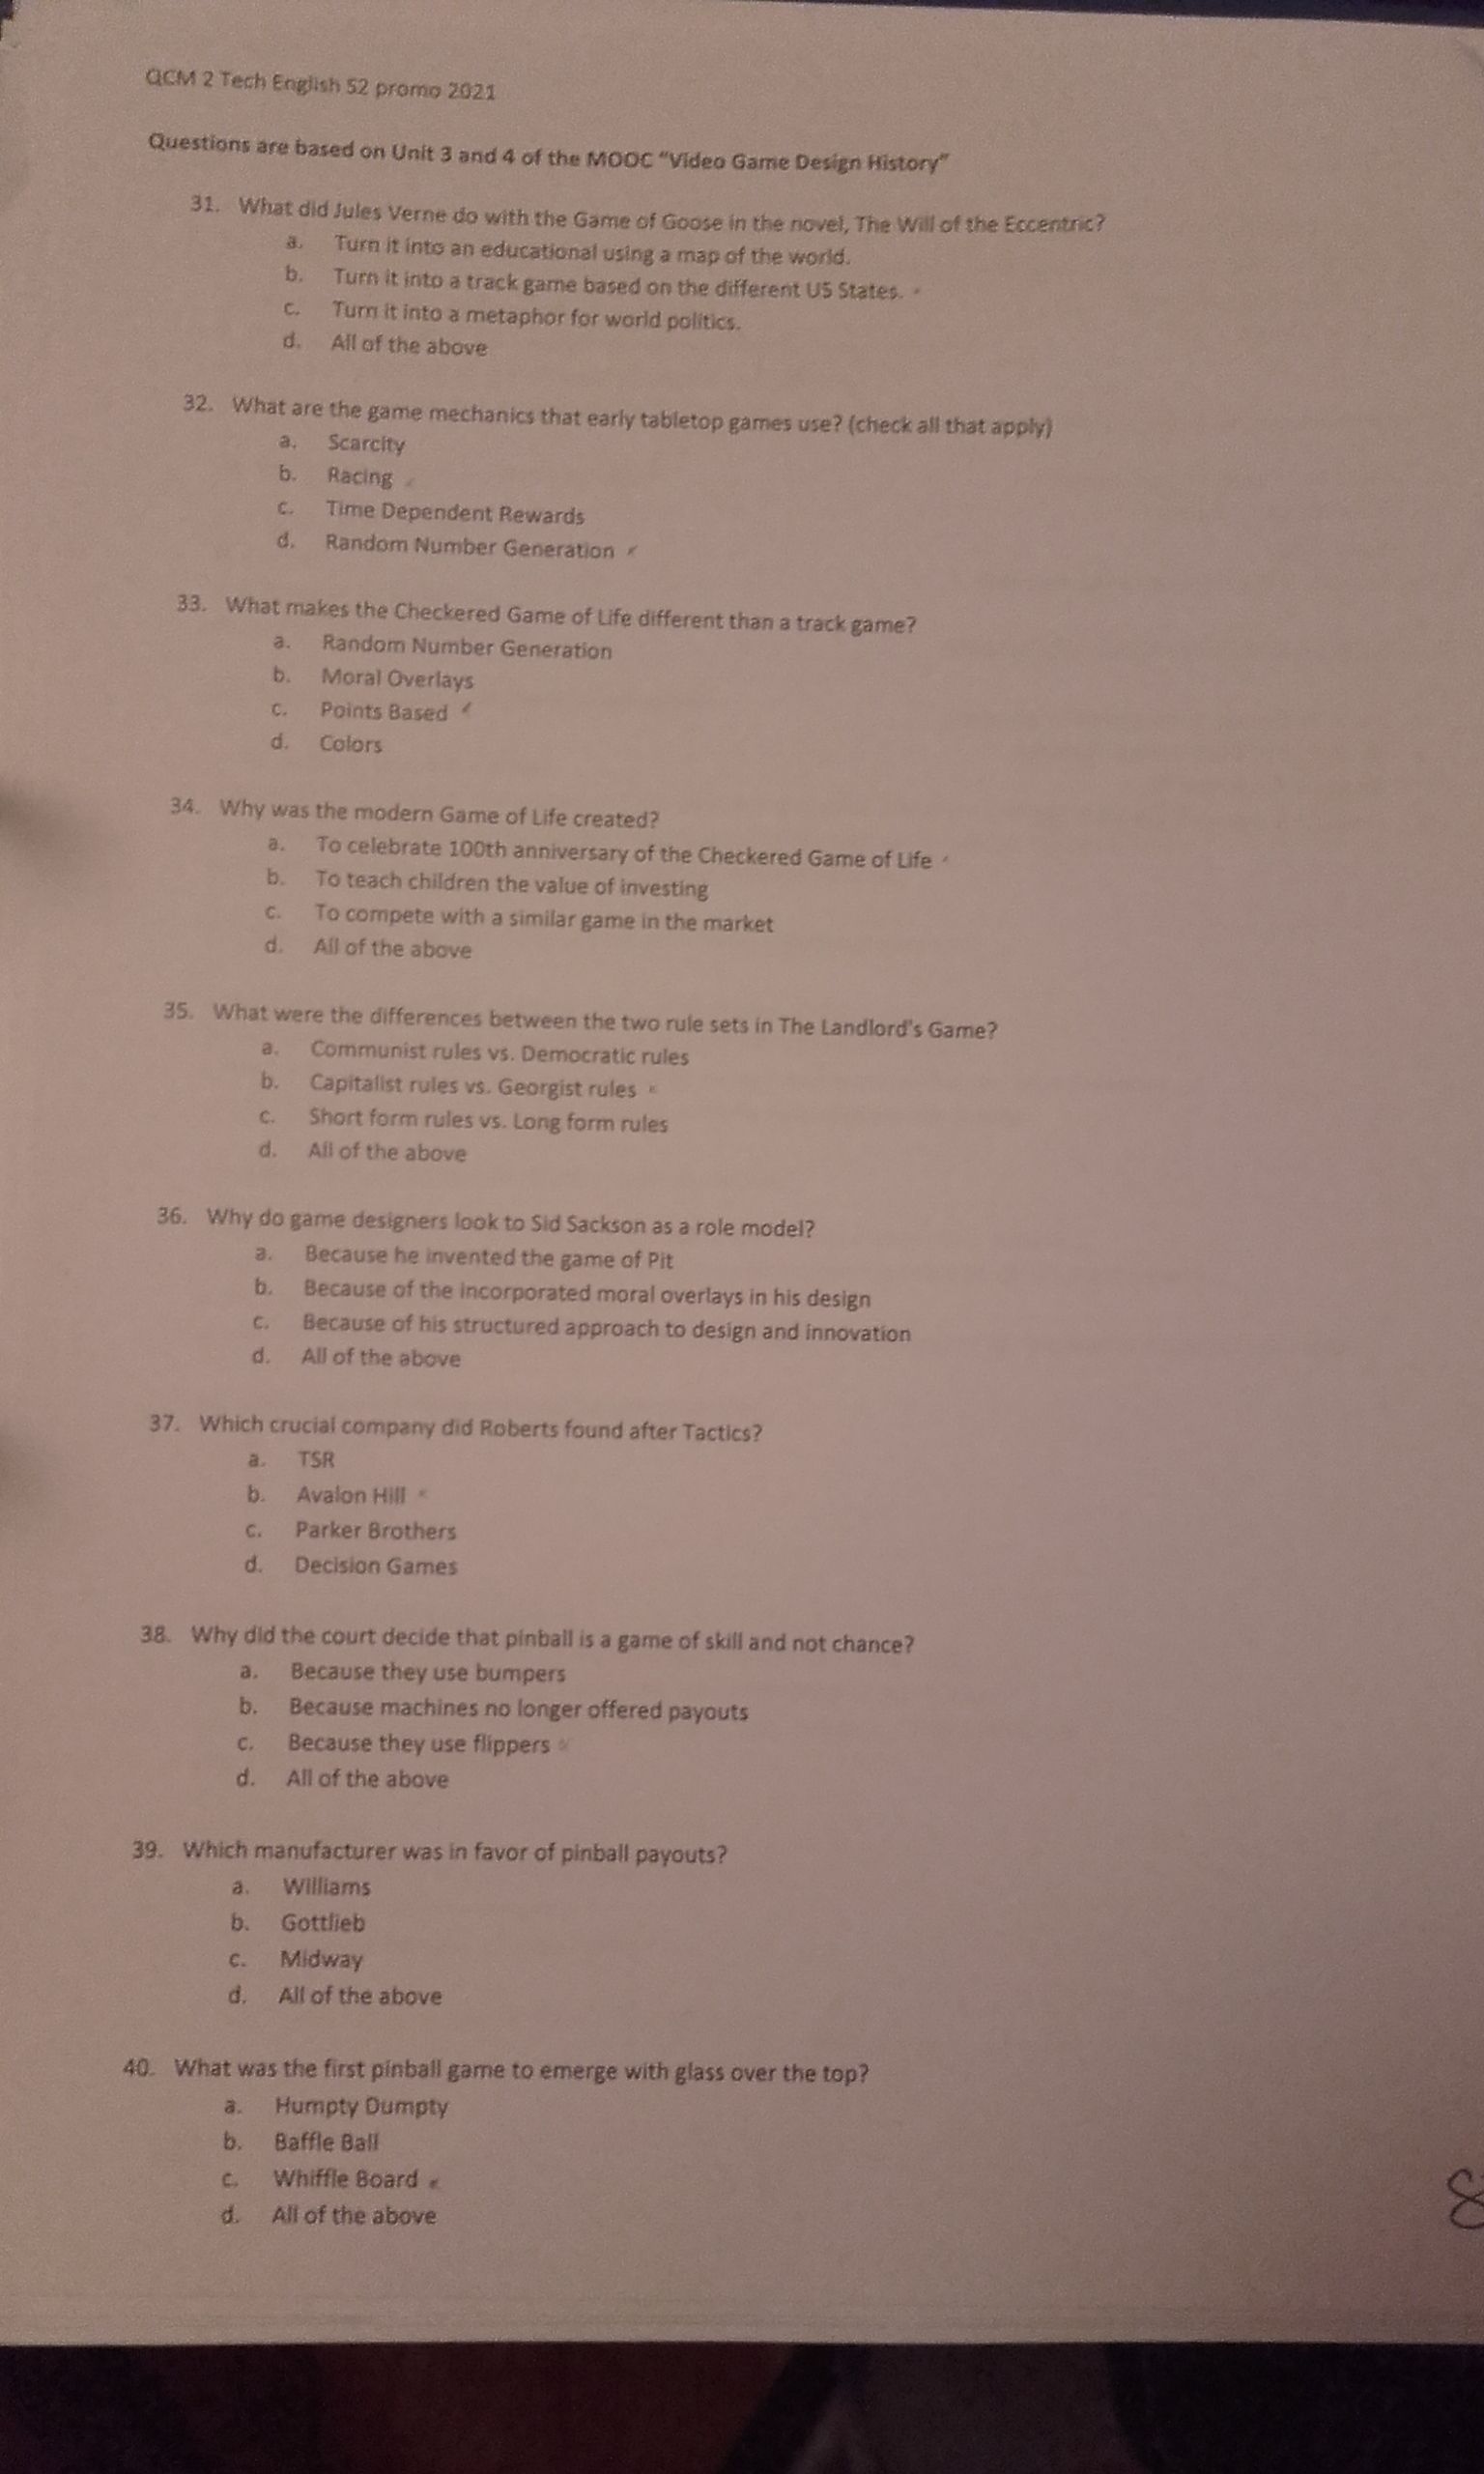 QCM 2 Tech English S2 promo 2021
Questions are based on Unit 3 and 4 of the MOOC "Video Game Design History"
31. What did Jules Verne do with the Game of Goose in the novel, The Will of the Eccentric?
a. Turn it into an educational using a map of the world.
b. Turn it into a track game based on the different US States.
c. Turn it into a metaphor for world politics.
d. All of the above
32. What are the game mechanics that early tabletop games use? (check all that apply)
a. Scarcity
b. Racing
c. Time Dependent Rewards
d. Random Number Generation
33. What makes the Checkered Game of Life different than a track game?
a. Random Number Generation
b. Moral Overlays
c. Points Based
d. Colors
34. Why was the modern Game of Life created?
a. To celebrate 100th anniversary of the Checkered Game of Life
b. To teach children the value of investing
c. To compete with a similar game in the market
d. All of the above
35. What were the differences between the two rule sets in The Landlord's Game?
a. Communist rules vs. Democratic rules
b. Capitalist rules vs. Georgist rules
c. Short form rules vs. Long form rules
d. All of the above
36. Why do game designers look to Sid Sackson as a role model?
a. Because he invented the game of Pit
b. Because of the incorporated moral overlays in his design
c. Because of his structured approach to design and innovation
d. All of the above
37. Which crucial company did Roberts found after Tactics?
a. TSR
b. Avalon Hill
c. Parker Brothers
d. Decision Games
38. Why did the court decide that pinball is a game of skill and not chance?
a. Because they use bumpers
b. Because machines no longer offered payouts
c. Because they use flippers
d. All of the above
39. Which manufacturer was in favor of pinball payouts?
a. Williams
b. Gottlieb
c. Midway
d. All of the above
40. What was the first pinball game to emerge with glass over the top?
a. Humpty Dumpty
b. Baffle Ball
c. Whiffle Board
d. All of the above
8